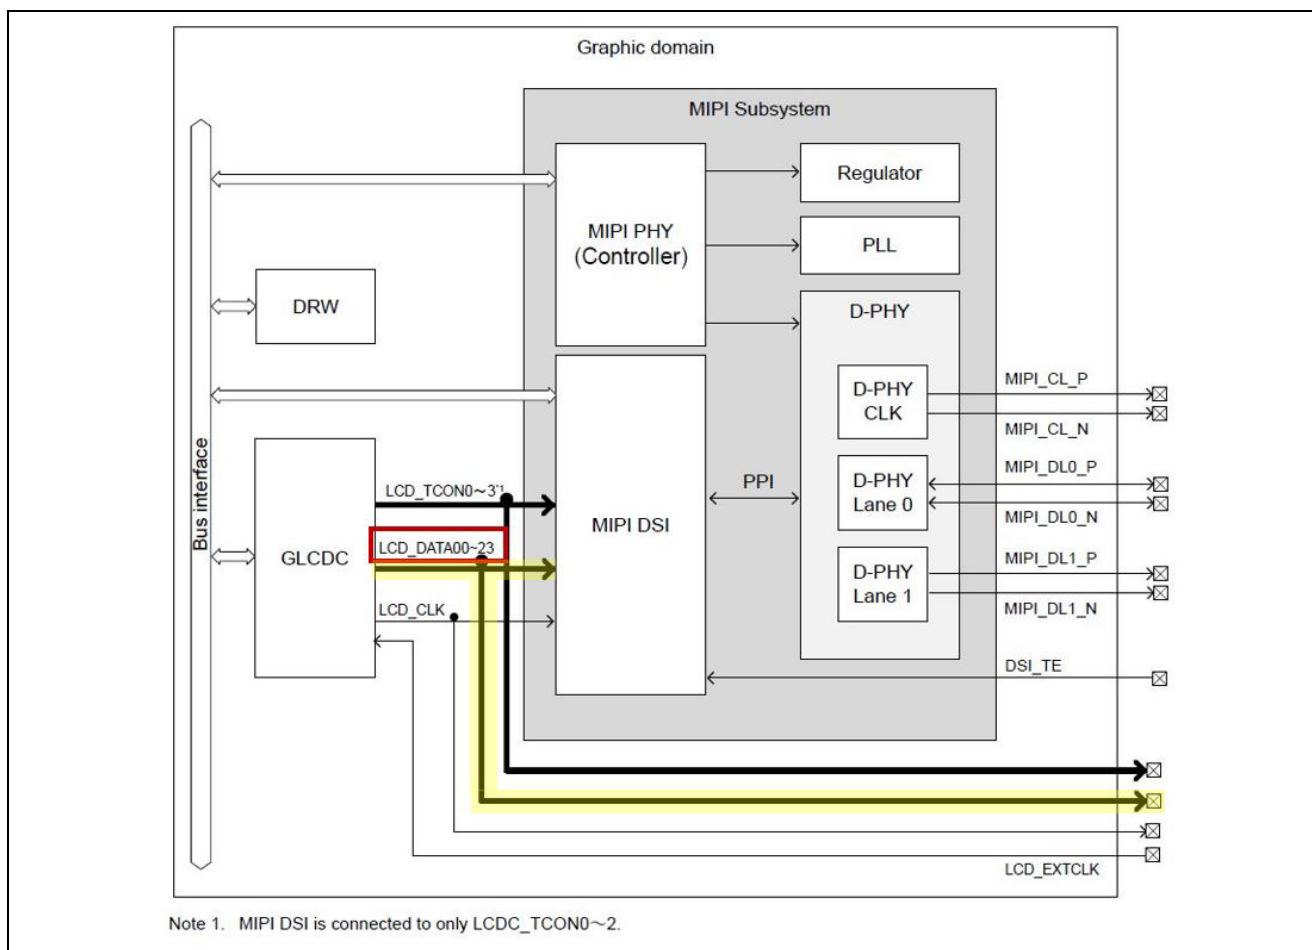 Graphic domain
MIPI Subsystem
MIPI PHY
(Controller)
Regulator
PLL
DRW
D-PHY
D-PHY
CLK
MIPI_CL_P
MIPI_CL_N
Bus interface
GLCDC
LCD_TCON0～3*1
LCD_DATA00~23
LCD_CLK
MIPI DSI
PPI
D-PHY
Lane 0
MIPI_DL0_P
MIPI_DL0_N
D-PHY
Lane 1
MIPI_DL1_P
MIPI_DL1_N
DSI_TE
LCD_EXTCLK
Note 1. MIPI DSI is connected to only LCDC_TCON0～2.